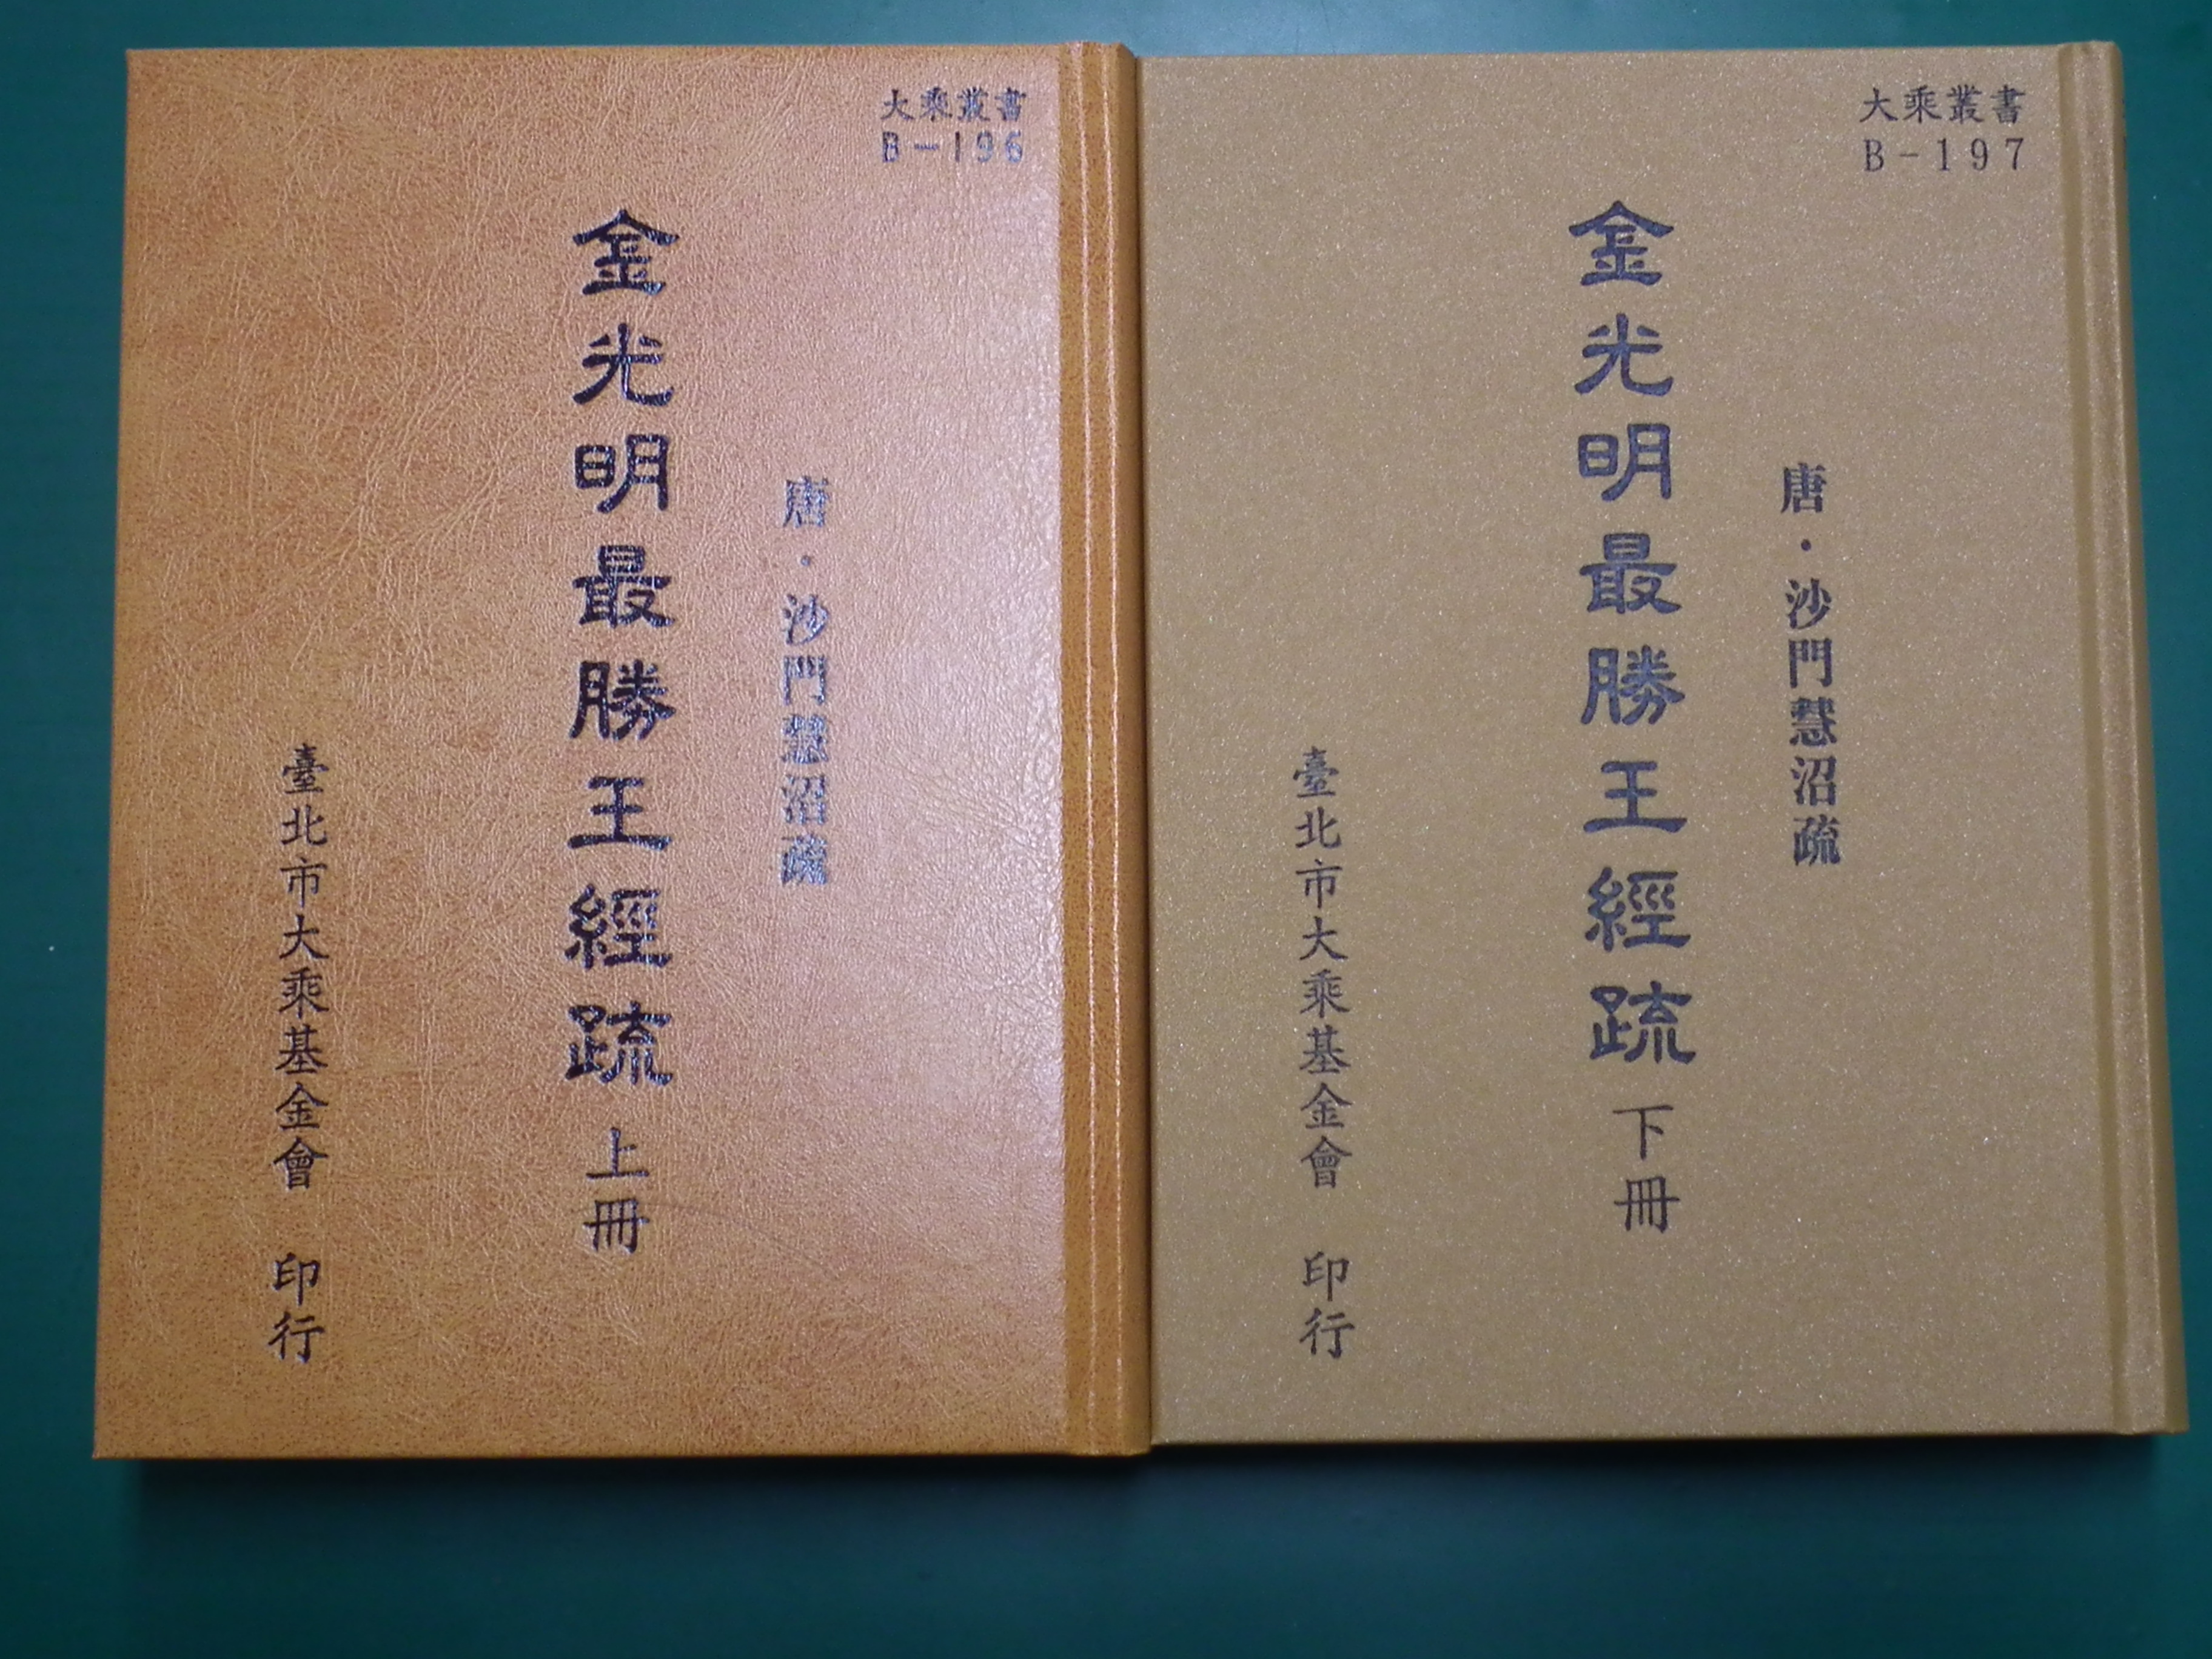 大乘叢書
B-196
唐・沙門慧沼疏
金光明最勝王經疏 上冊
臺北市大乘基金會 印行
大乘叢書
B-197
唐・沙門慧沼疏
金光明最勝王經疏 下冊
臺北市大乘基金會 印行